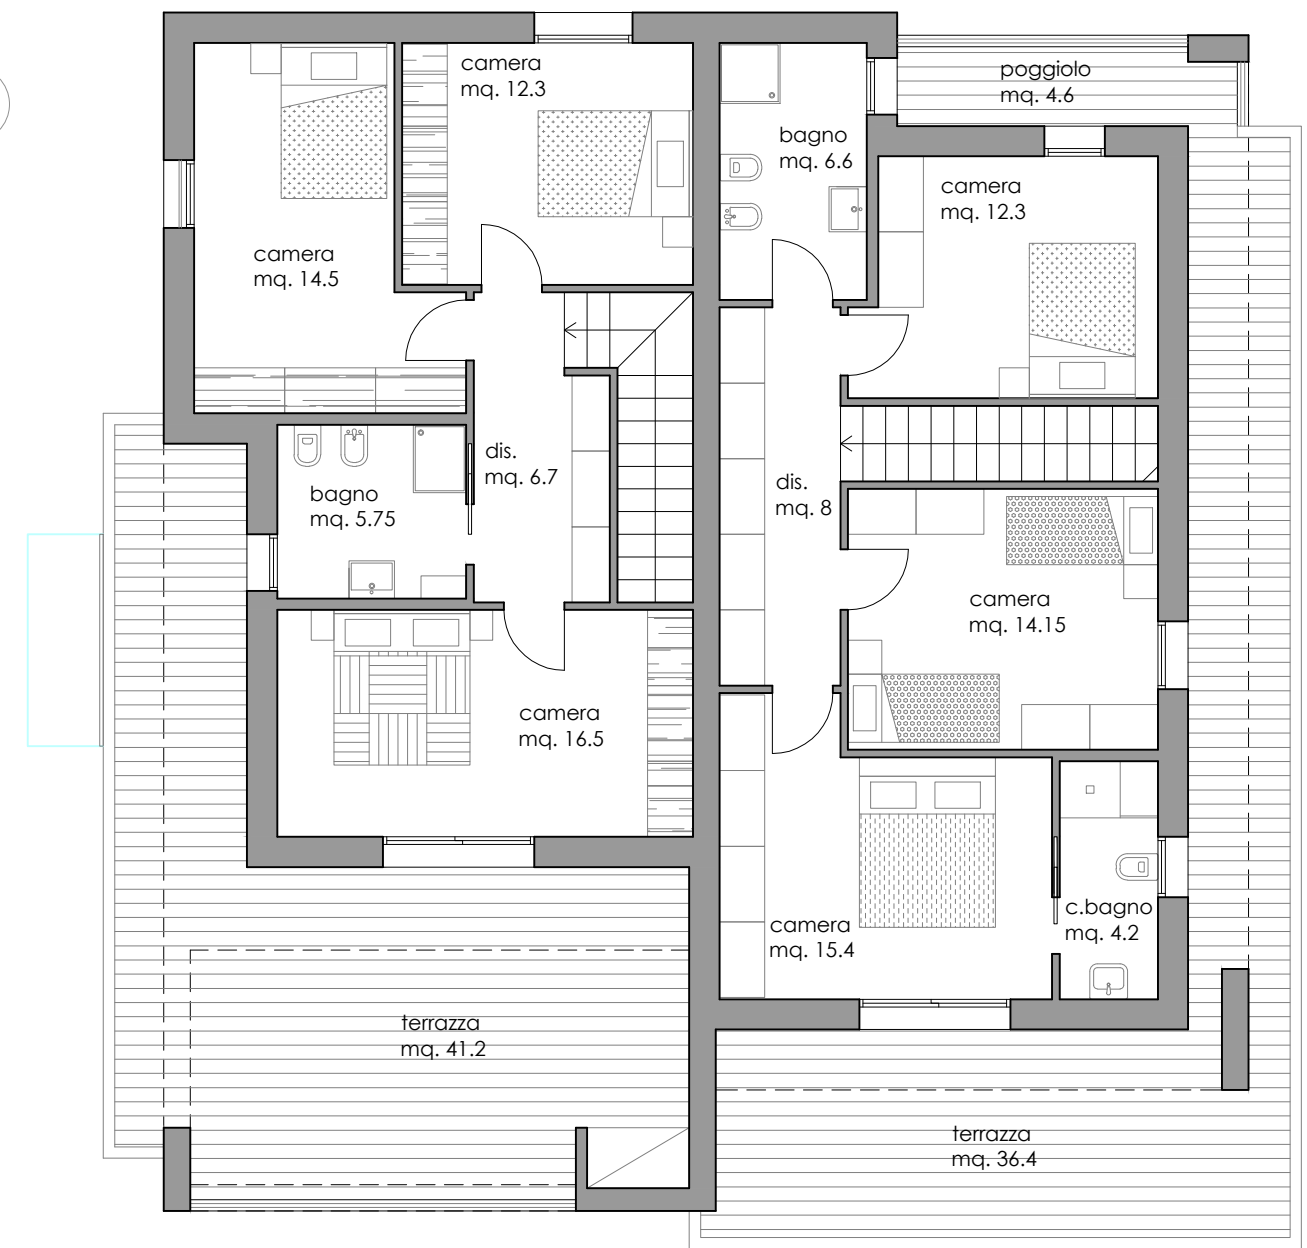 camera
mq. 12.3
poggiolo
mq. 4.6
bagno
mq. 6.6
camera
mq. 12.3
camera
mq. 14.5
dis.
mq. 6.7
dis.
mq. 8
bagno
mq. 5.75
camera
mq. 14.15
camera
mq. 16.5
c.bagno
mq. 4.2
camera
mq. 15.4
terrazza
mq. 41.2
terrazza
mq. 36.4